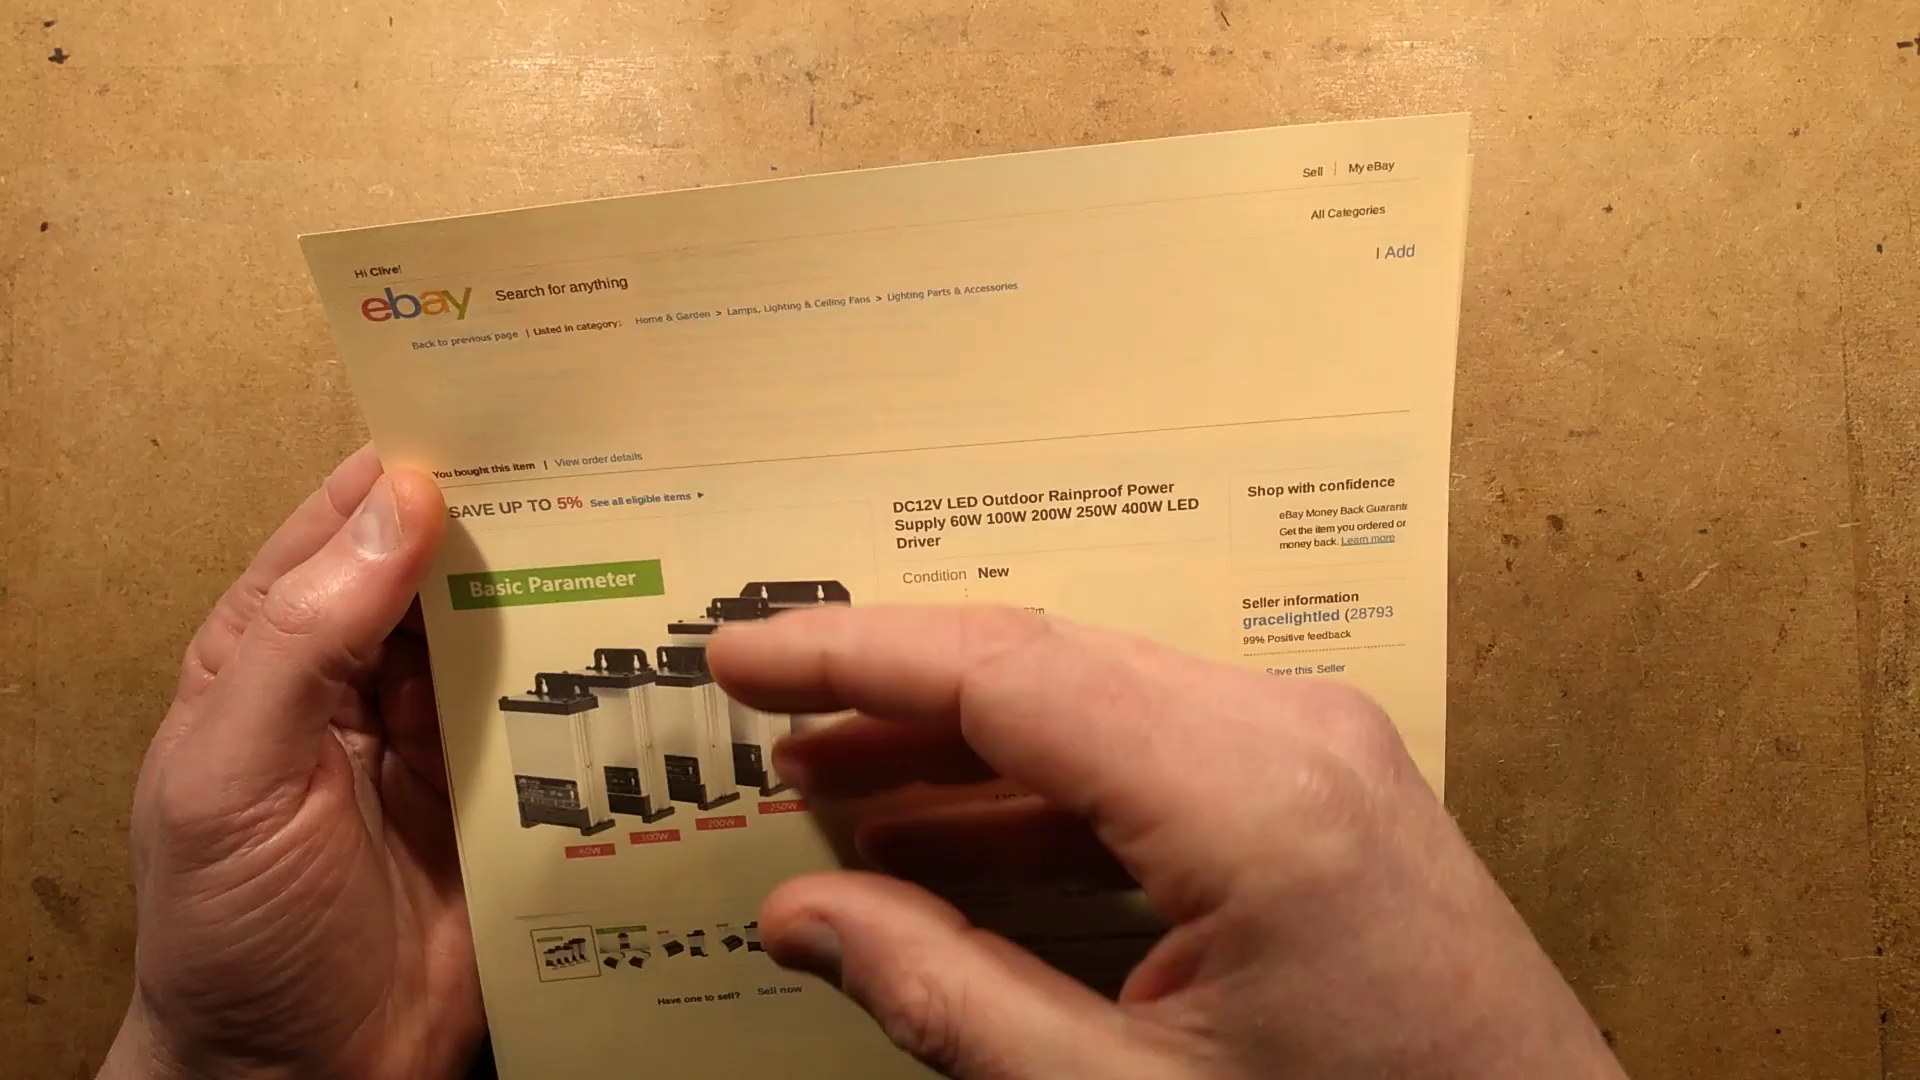 Sell | My eBay
All Categories
| Add
Hi Clive!
ebay Search for anything
Back to previous page | Listed in category: Home & Garden > Lamps, Lighting & Ceiling Fans > Lighting Parts & Accessories
You bought this item | View order details
SAVE UP TO 5% See all eligible items ▸
Basic Parameter
60W
100W
200W
250W
Have one to sell? Sell now
DC12V LED Outdoor Rainproof Power
Supply 60W 100W 200W 250W 400W LED
Driver
Condition New
:
Shop with confidence
eBay Money Back Guarante
Get the item you ordered or
money back. Learn more
Seller information
gracelightled (28793
99% Positive feedback
Save this Seller